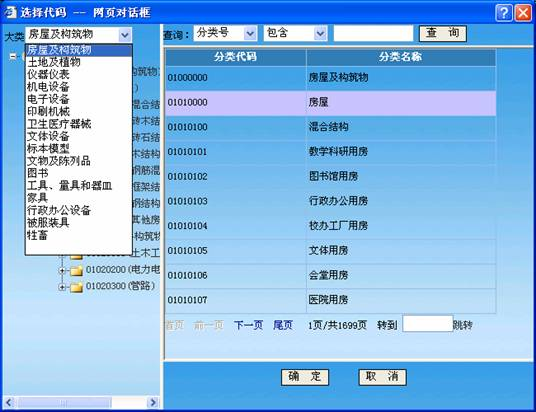 选择代码 -- 网页对话框
大类 房屋及构筑物
查询： 分类号 包含 查 询
房屋及构筑物
土地及植物
仪器仪表
机电设备
电子设备
印刷机械
卫生医疗器械
文体设备
标本模型
文物及陈列品
图书
工具、量具和器皿
家具
行政办公设备
被服装具
牲畜
构筑物)
)
混合结
砖木结
砖石结
木结构
钢筋混
框架结
钢结构
其他房
构筑物
土木工
01020200(电力电
01020300(管路)
分类代码 分类名称
01000000 房屋及构筑物
01010000 房屋
01010100 混合结构
01010101 教学科研用房
01010102 图书馆用房
01010103 行政办公用房
01010104 校办工厂用房
01010105 文体用房
01010106 会堂用房
01010107 医院用房
首页 前一页 下一页 尾页 1页/共1699页 转到 跳转
确 定 取 消